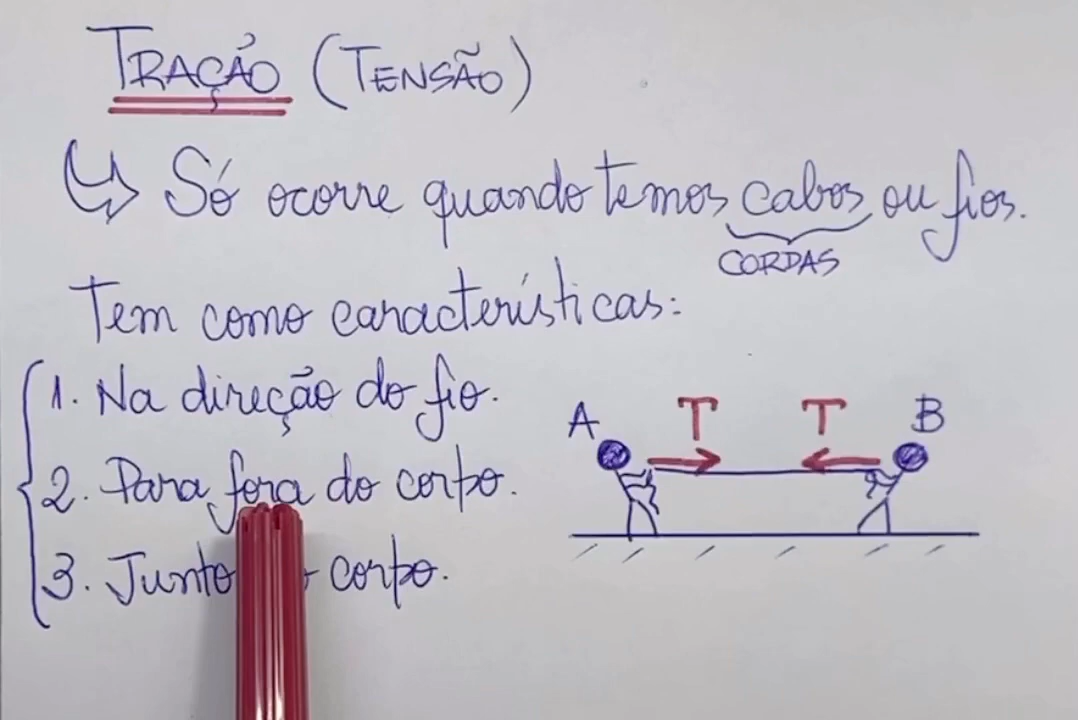 TRAÇÃO (TENSÃO)
↳ Só ocorre quando temos cabos ou fios.
CORDAS
Tem como características:
1. Na direção do fio.
2. Para fora do corpo.
3. Junto corpo.
A T T B